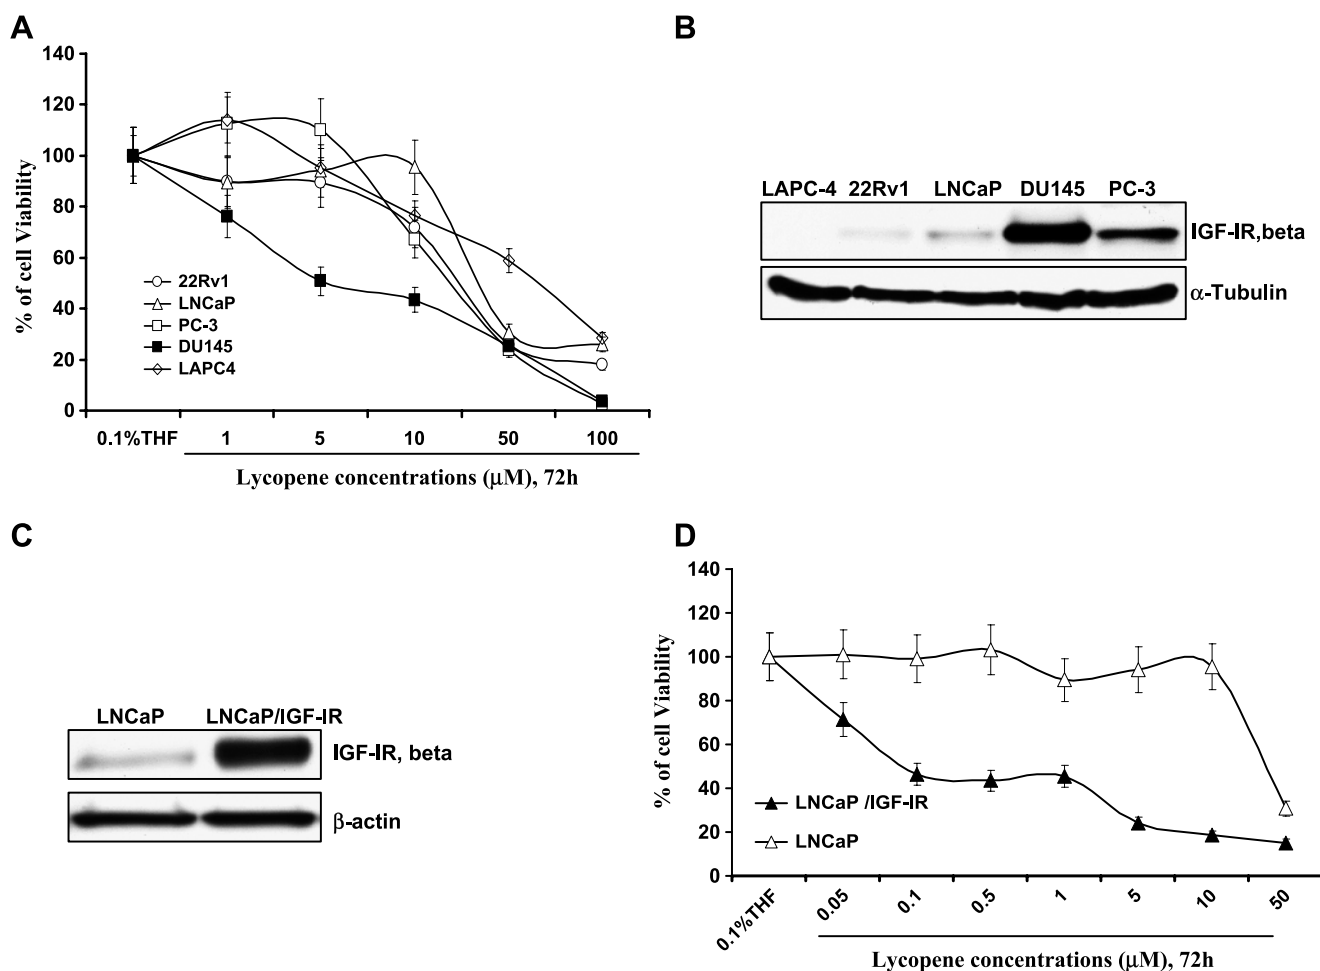 A
140
120
100
80
60
40
20
0
% of cell Viability
22Rv1
LNCaP
PC-3
DU145
LAPC4
0.1%THF 1 5 10 50 100
Lycopene concentrations (μM), 72h
B
LAPC-4 22Rv1 LNCaP DU145 PC-3
IGF-IR,beta
α-Tubulin
C
LNCaP LNCaP/IGF-IR
IGF-IR, beta
β-actin
D
140
120
100
80
60
40
20
0
% of cell Viability
LNCaP /IGF-IR
LNCaP
0.1%THF 0.05 0.1 0.5 1 5 10 50
Lycopene concentrations (μM), 72h